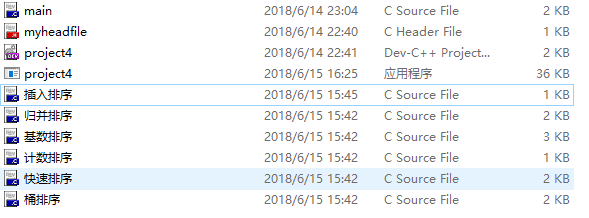 main 2018/6/14 23:04 C Source File 2 KB
myheadfile 2018/6/14 22:40 C Header File 1 KB
project4 2018/6/14 22:41 Dev-C++ Project... 2 KB
project4 2018/6/15 16:25 应用程序 36 KB
插入排序 2018/6/15 15:45 C Source File 1 KB
归并排序 2018/6/15 15:42 C Source File 2 KB
基数排序 2018/6/15 15:42 C Source File 3 KB
计数排序 2018/6/15 15:42 C Source File 1 KB
快速排序 2018/6/15 15:42 C Source File 2 KB
桶排序 2018/6/15 15:42 C Source File 2 KB